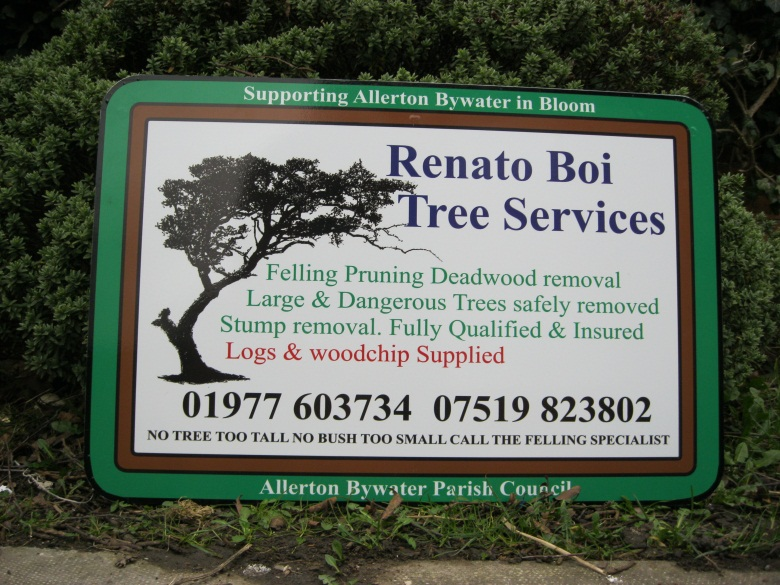 Supporting Allerton Bywater in Bloom
Renato Boi
Tree Services
Felling Pruning Deadwood removal
Large & Dangerous Trees safely removed
Stump removal. Fully Qualified & Insured
Logs & woodchip Supplied
01977 603734 07519 823802
NO TREE TOO TALL NO BUSH TOO SMALL CALL THE FELLING SPECIALIST
Allerton Bywater Parish Council